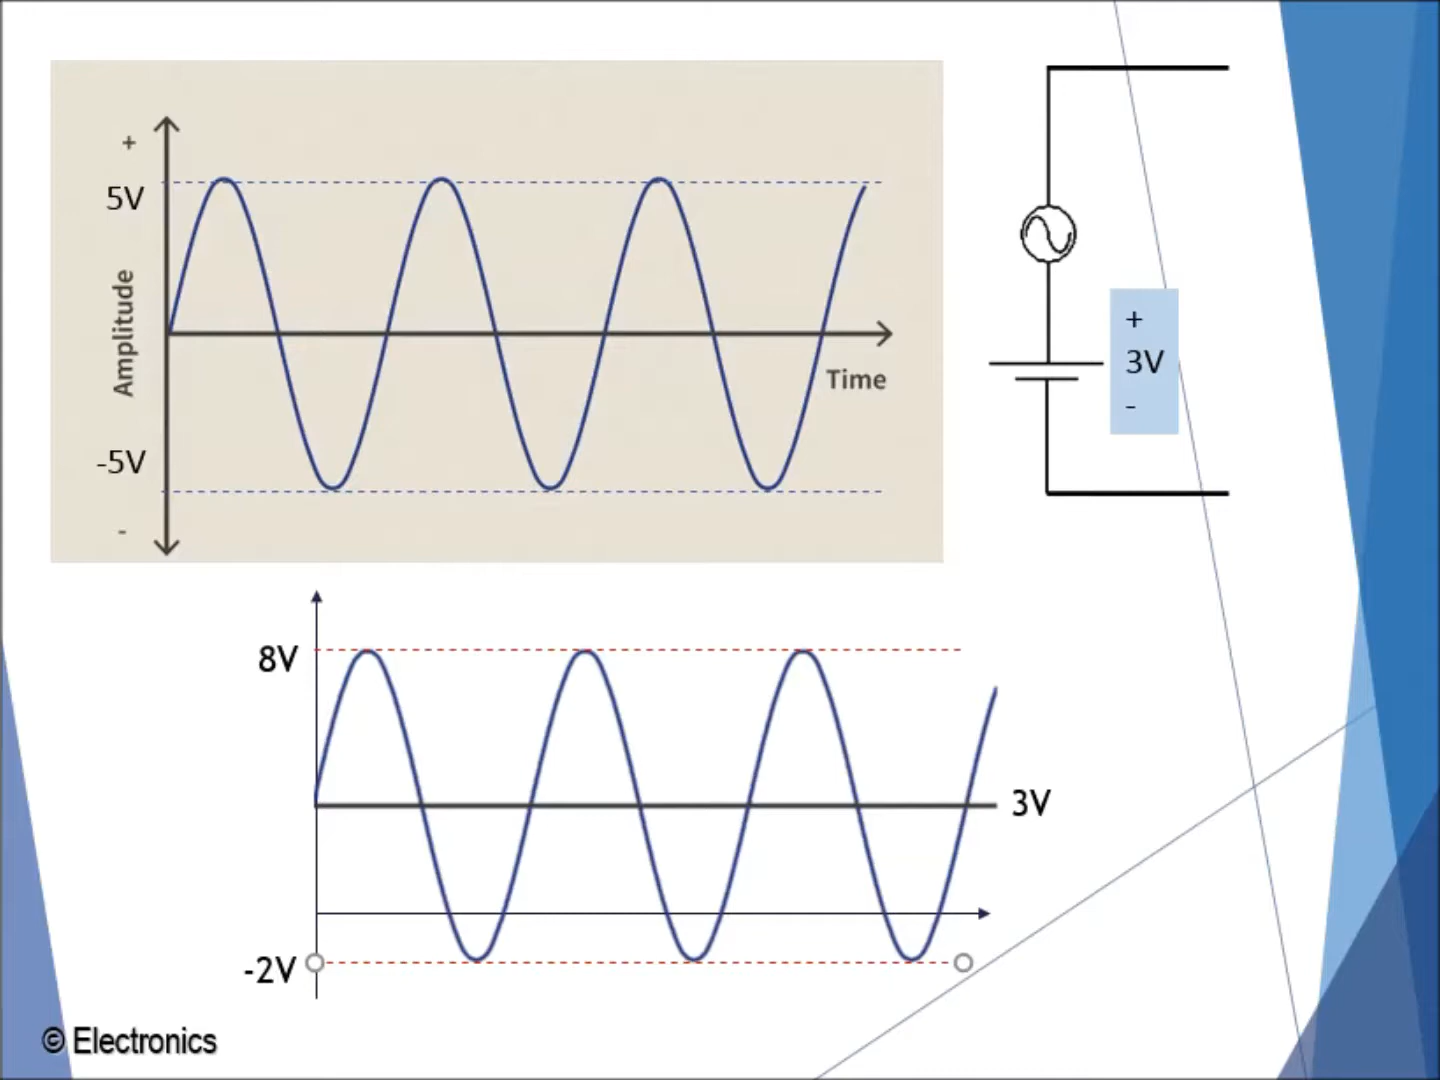 +
5V
Amplitude
-5V
-
Time
+
3V
-
8V
3V
-2V
© Electronics